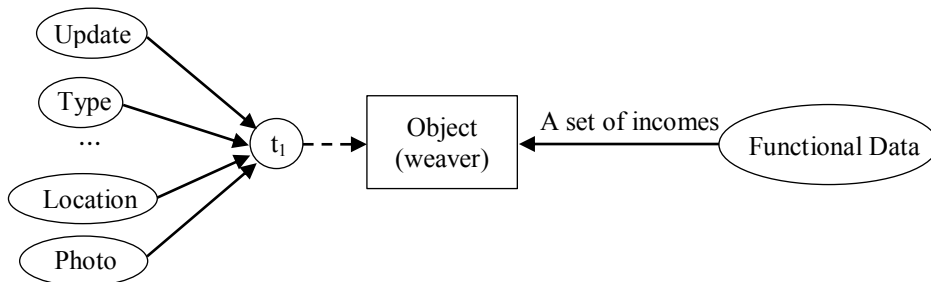 Update
Type
...
Location
Photo
t1
Object
(weaver)
A set of incomes
Functional Data